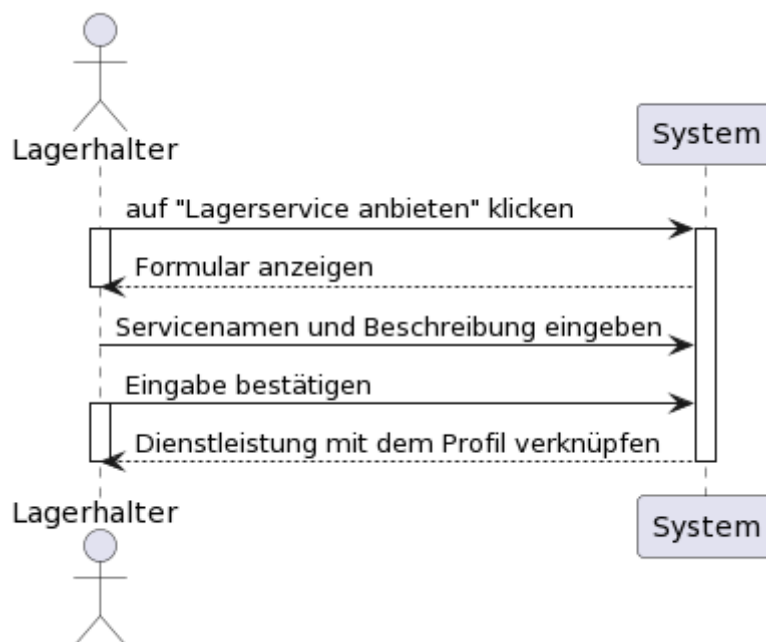 Lagerhalter
System
auf "Lagerservice anbieten" klicken
Formular anzeigen
Servicenamen und Beschreibung eingeben
Eingabe bestätigen
Dienstleistung mit dem Profil verknüpfen
Lagerhalter
System